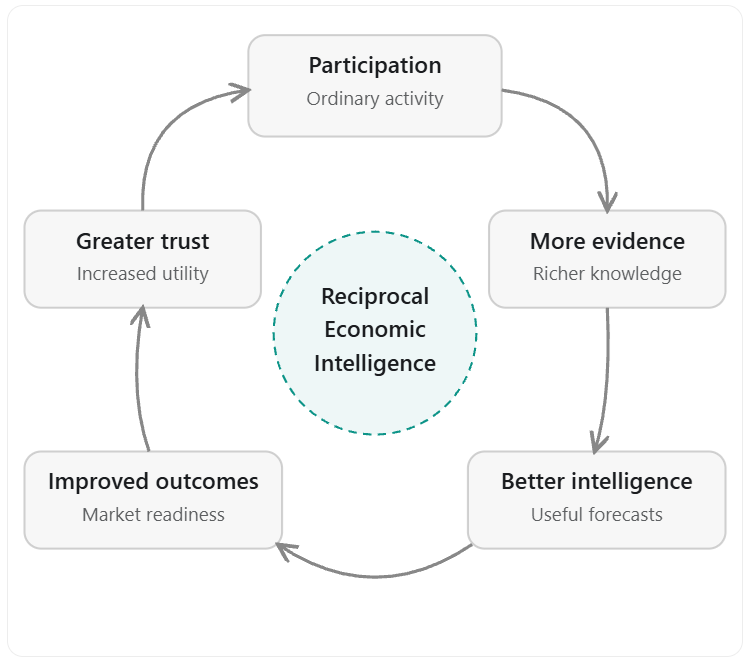 Participation
Ordinary activity
Greater trust
Increased utility
More evidence
Richer knowledge
Reciprocal
Economic
Intelligence
Improved outcomes
Market readiness
Better intelligence
Useful forecasts